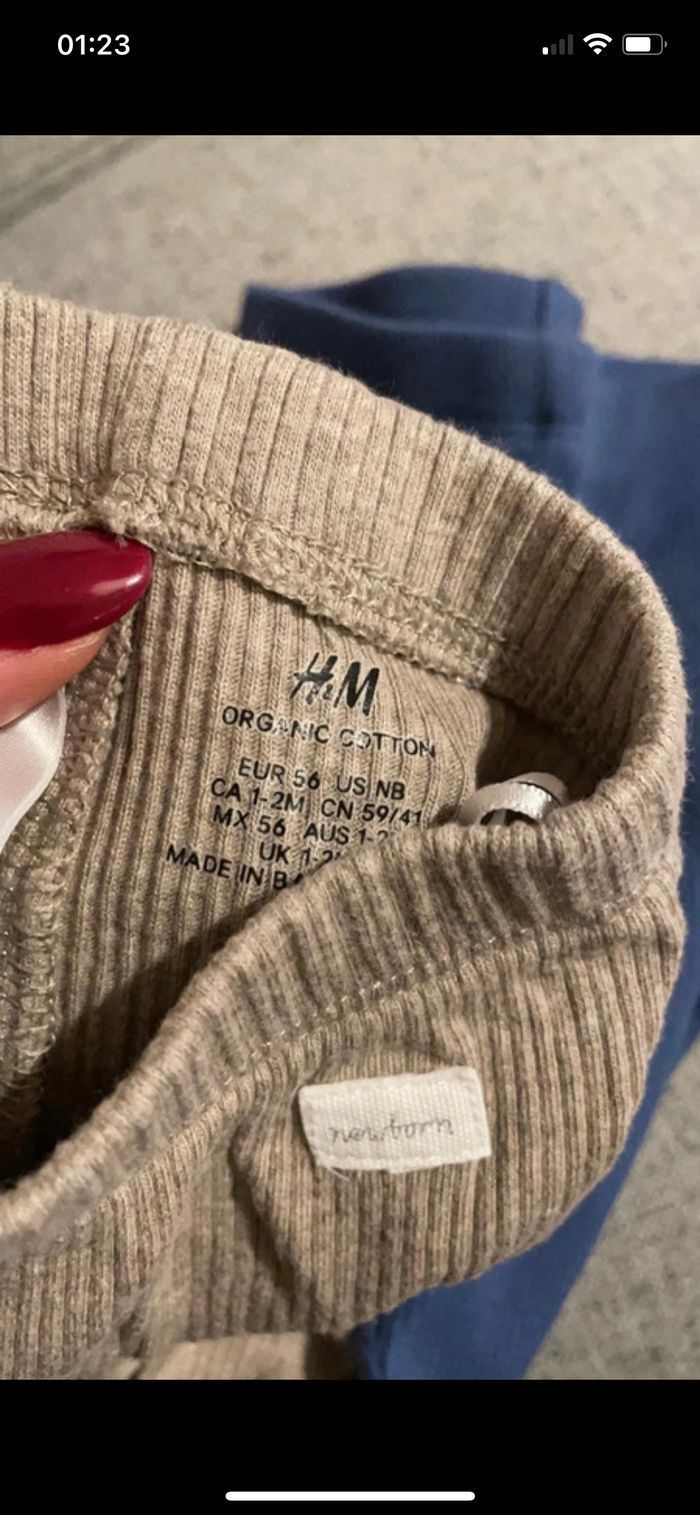 01:23
H&M
ORGANIC COTTON
EUR 56 US NB
CA 1-2M CN 59/41
MX 56 AUS
UK
MADE IN
newborn